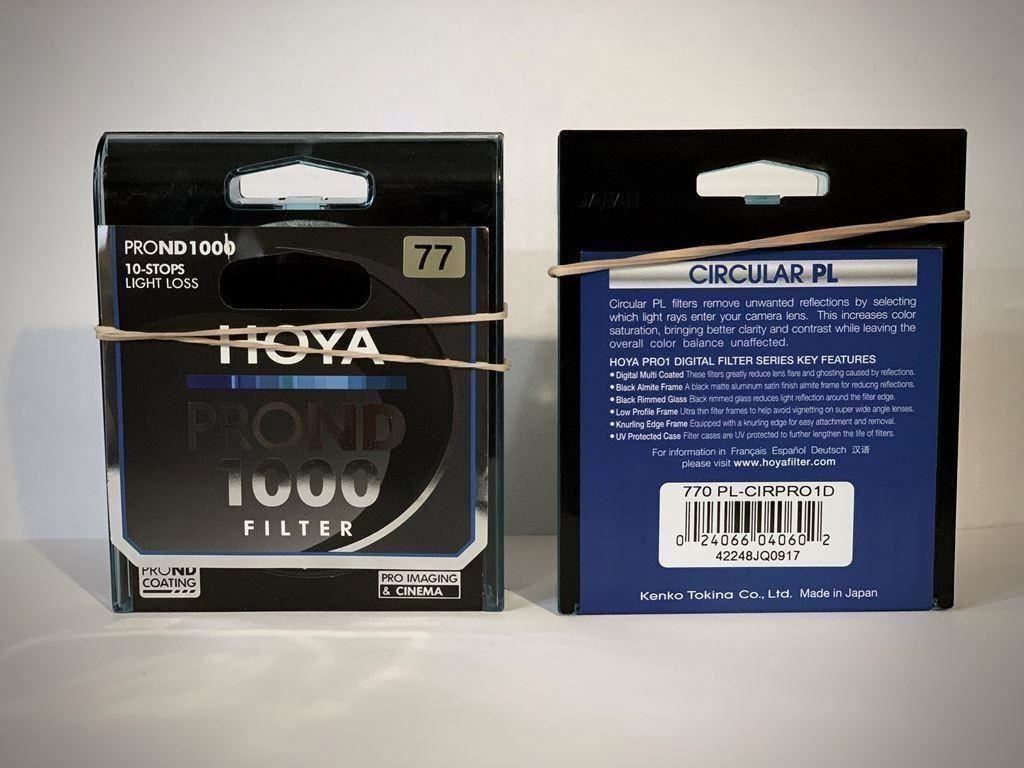 PROND1000
10-STOPS
LIGHT LOSS
77
HOYA
PROND
1000
FILTER
PROND
COATING
PRO IMAGING
& CINEMA
JAPAN
CIRCULAR PL
Circular PL filters remove unwanted reflections by selecting
which light rays enter your camera lens. This increases color
saturation, bringing better clarity and contrast while leaving the
overall color balance unaffected.
HOYA PRO1 DIGITAL FILTER SERIES KEY FEATURES
• Digital Multi Coated These filters greatly reduce lens flare and ghosting caused by reflections.
• Black Almite Frame A black matte aluminum satin finish almite frame for reducng reflections.
• Black Rimmed Glass Black rimmed glass reduces light reflection around the filter edge.
• Low Profile Frame Ultra thin filter frames to help avoid vignetting on super wide angle lenses.
• Knurling Edge Frame Equipped with a knurling edge for easy attachment and removal.
• UV Protected Case Filter cases are UV protected to further lengthen the life of filters.
For information in Français Español Deutsch 汉语
please visit www.hoyafilter.com
770 PL-CIRPRO1D
0 24066 04060 2
42248JQ0917
Kenko Tokina Co., Ltd. Made in Japan